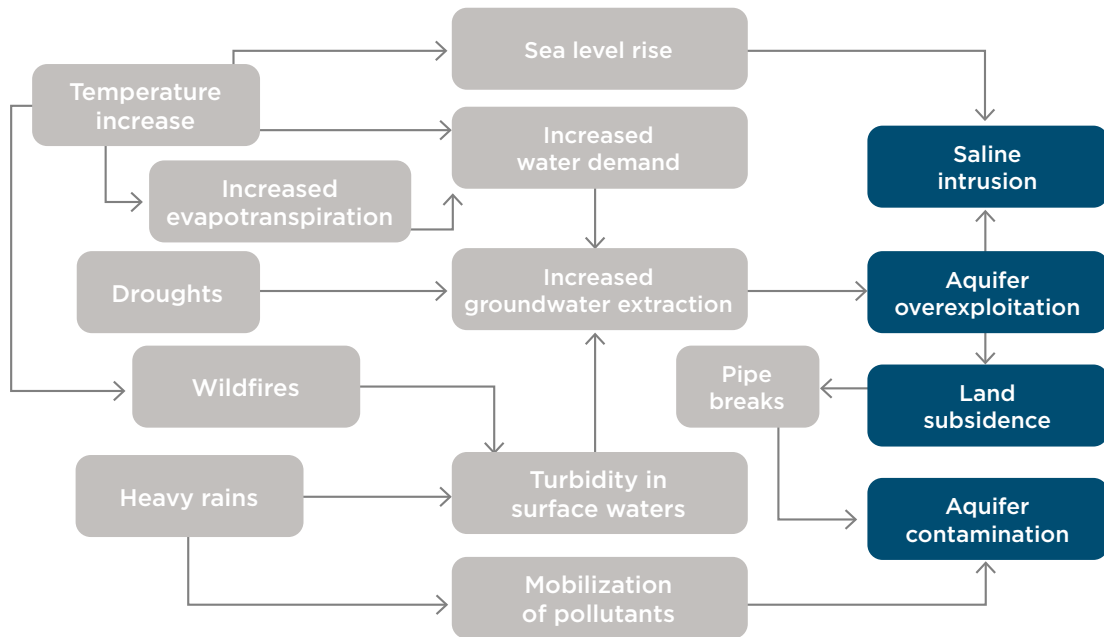 Sea level rise
Temperature
increase
Increased
water demand
Saline
intrusion
Increased
evapotranspiration
Droughts
Increased
groundwater extraction
Aquifer
overexploitation
Wildfires
Pipe
breaks
Land
subsidence
Heavy rains
Turbidity in
surface waters
Aquifer
contamination
Mobilization
of pollutants